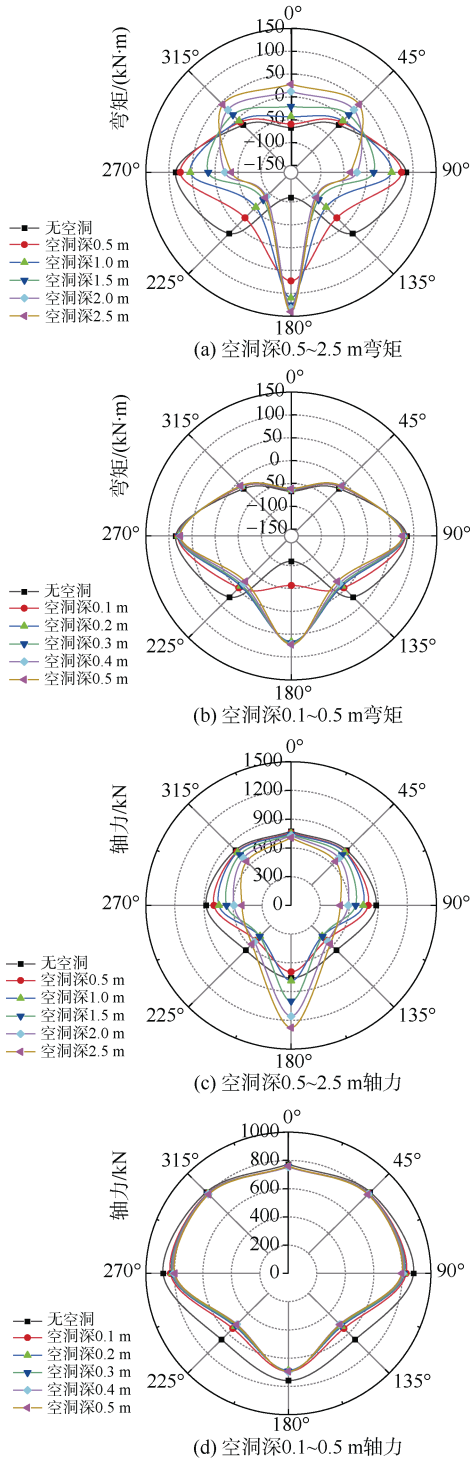 0°
150
100
50
0
−50
−100
−150
弯矩/(kN·m)
315°
45°
270°
90°
225°
135°
180°
无空洞
空洞深0.5 m
空洞深1.0 m
空洞深1.5 m
空洞深2.0 m
空洞深2.5 m
(a) 空洞深0.5~2.5 m弯矩
0°
150
100
50
0
−50
−100
−150
弯矩/(kN·m)
315°
45°
270°
90°
225°
135°
180°
无空洞
空洞深0.1 m
空洞深0.2 m
空洞深0.3 m
空洞深0.4 m
空洞深0.5 m
(b) 空洞深0.1~0.5 m弯矩
0°
1500
1200
900
600
300
0
轴力/kN
315°
45°
270°
90°
225°
135°
180°
无空洞
空洞深0.5 m
空洞深1.0 m
空洞深1.5 m
空洞深2.0 m
空洞深2.5 m
(c) 空洞深0.5~2.5 m轴力
0°
1000
800
600
400
200
0
轴力/kN
315°
45°
270°
90°
225°
135°
180°
无空洞
空洞深0.1 m
空洞深0.2 m
空洞深0.3 m
空洞深0.4 m
空洞深0.5 m
(d) 空洞深0.1~0.5 m轴力